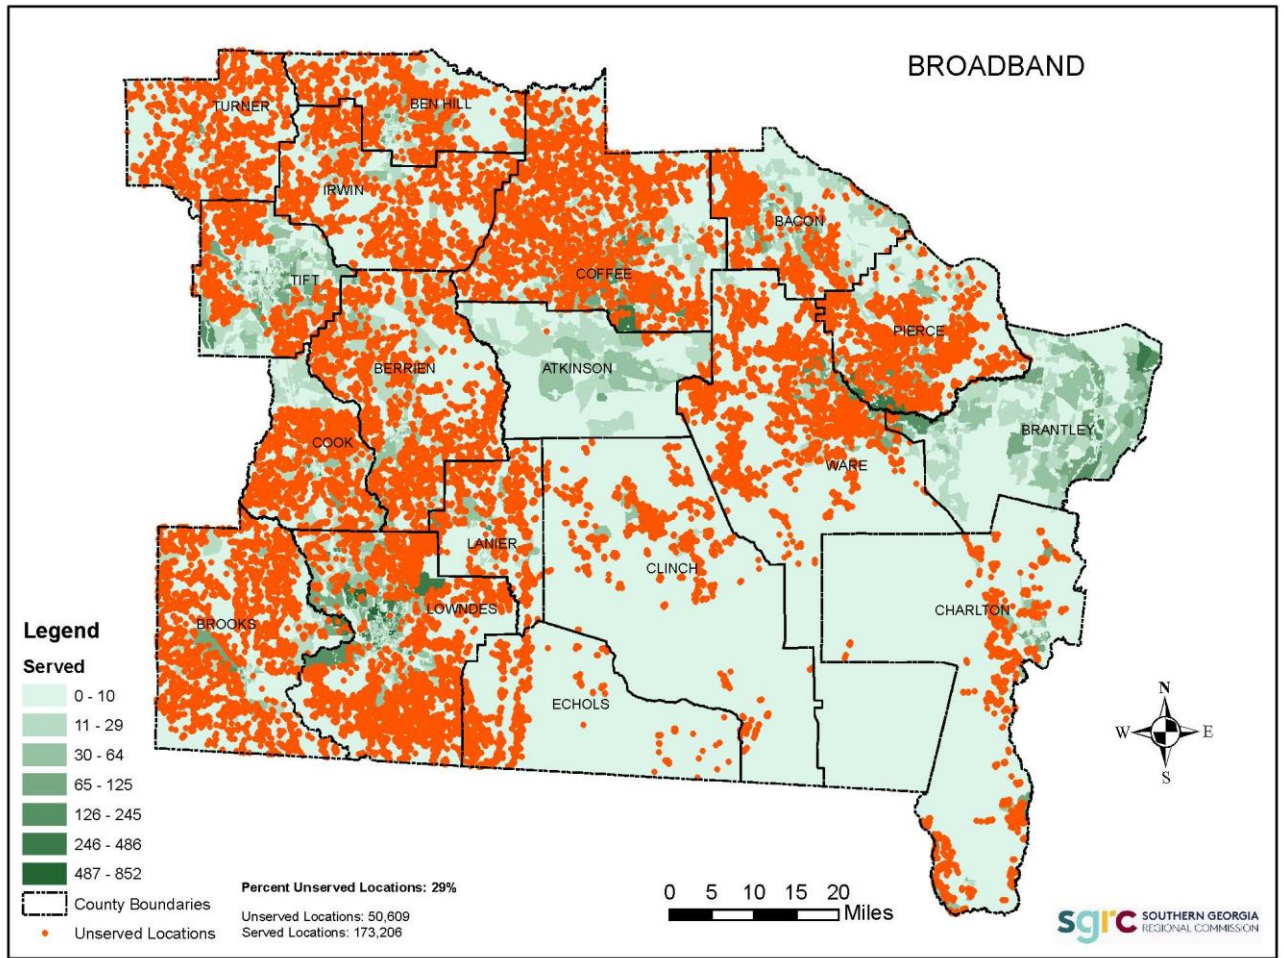 BROADBAND
TURNER
BEN HILL
IRWIN
BACON
COFFEE
TIFT
PIERCE
BERRIEN
ATKINSON
BRANTLEY
COOK
WARE
LANIER
CLINCH
LOWNDES
CHARLTON
BROOKS
ECHOLS
Legend
Served
0 - 10
11 - 29
30 - 64
65 - 125
126 - 245
246 - 486
487 - 852
County Boundaries
Unserved Locations
Percent Unserved Locations: 29%
Unserved Locations: 50,609
Served Locations: 173,206
0 5 10 15 20
Miles
N
W E
S
sgrc SOUTHERN GEORGIA
REGIONAL COMMISSION